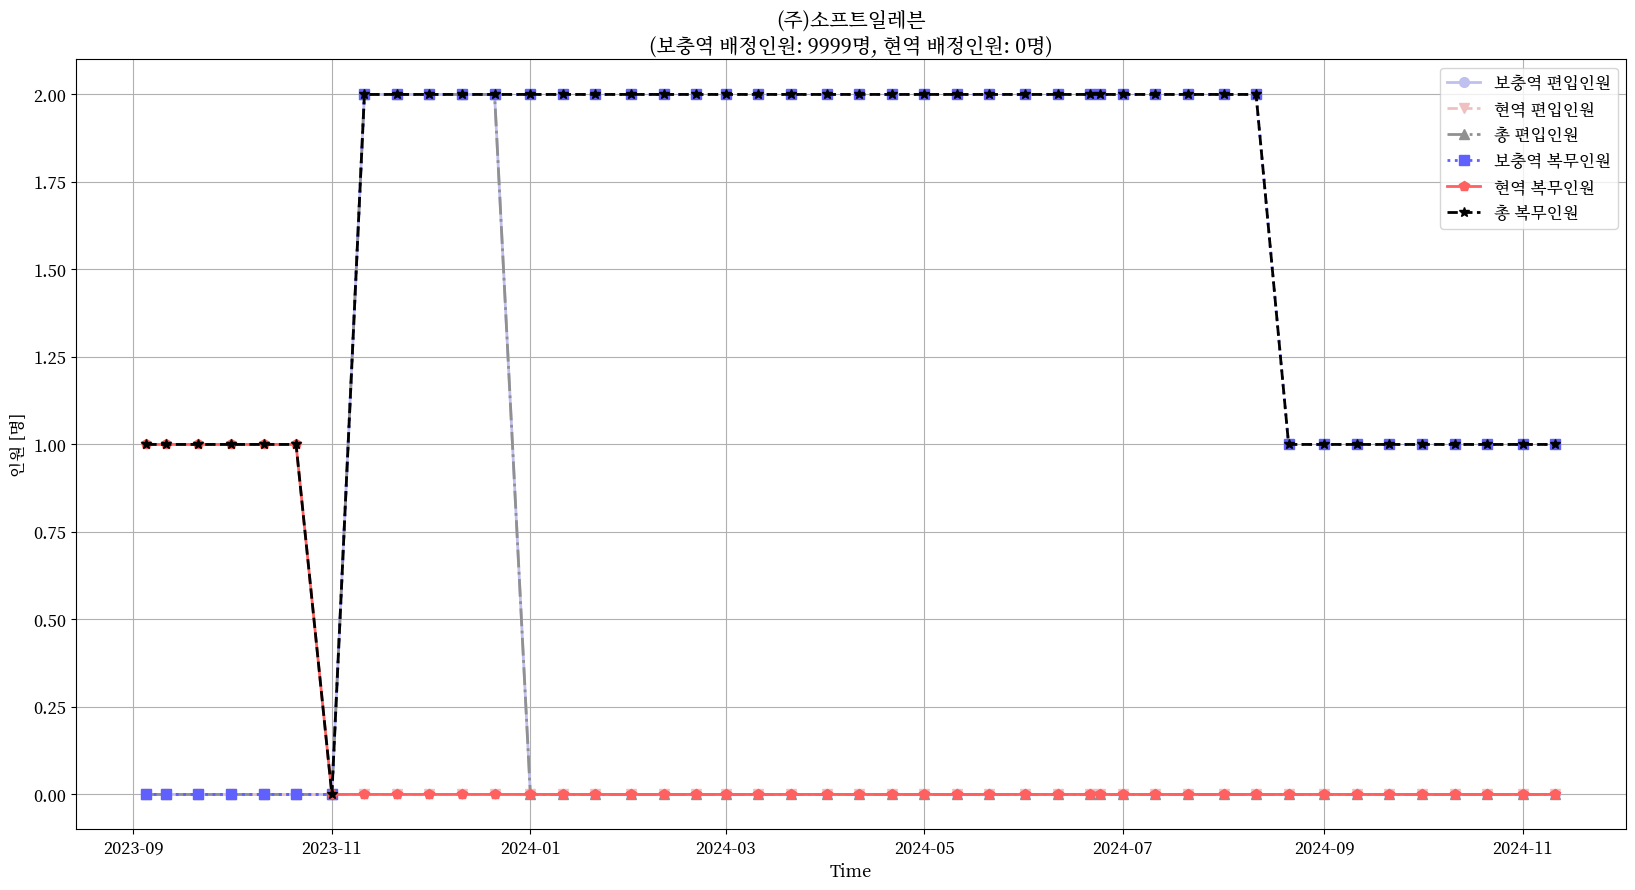 (주)소프트일레븐
(보충역 배정인원: 9999명, 현역 배정인원: 0명)
보충역 편입인원
현역 편입인원
총 편입인원
보충역 복무인원
현역 복무인원
총 복무인원
인원 [명]
2.00
1.75
1.50
1.25
1.00
0.75
0.50
0.25
0.00
2023-09
2023-11
2024-01
2024-03
2024-05
2024-07
2024-09
2024-11
Time